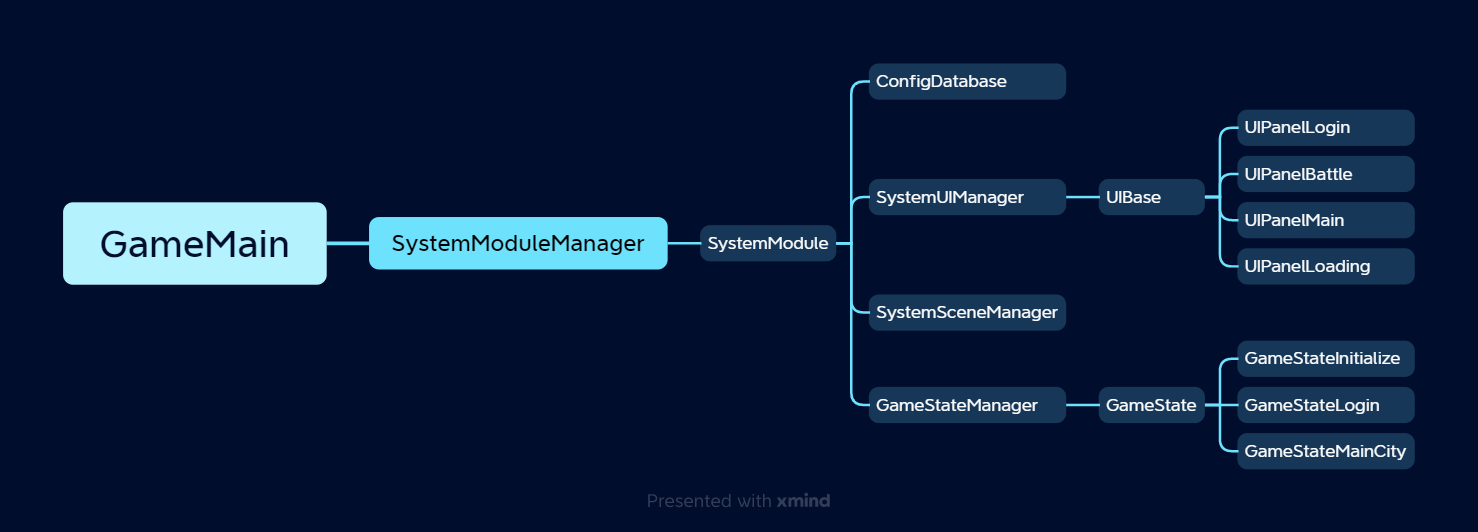 GameMain
SystemModuleManager
SystemModule
ConfigDatabase
SystemUIManager
UIBase
UIPanelLogin
UIPanelBattle
UIPanelMain
UIPanelLoading
SystemSceneManager
GameStateManager
GameState
GameStateInitialize
GameStateLogin
GameStateMainCity
Presented with xmind